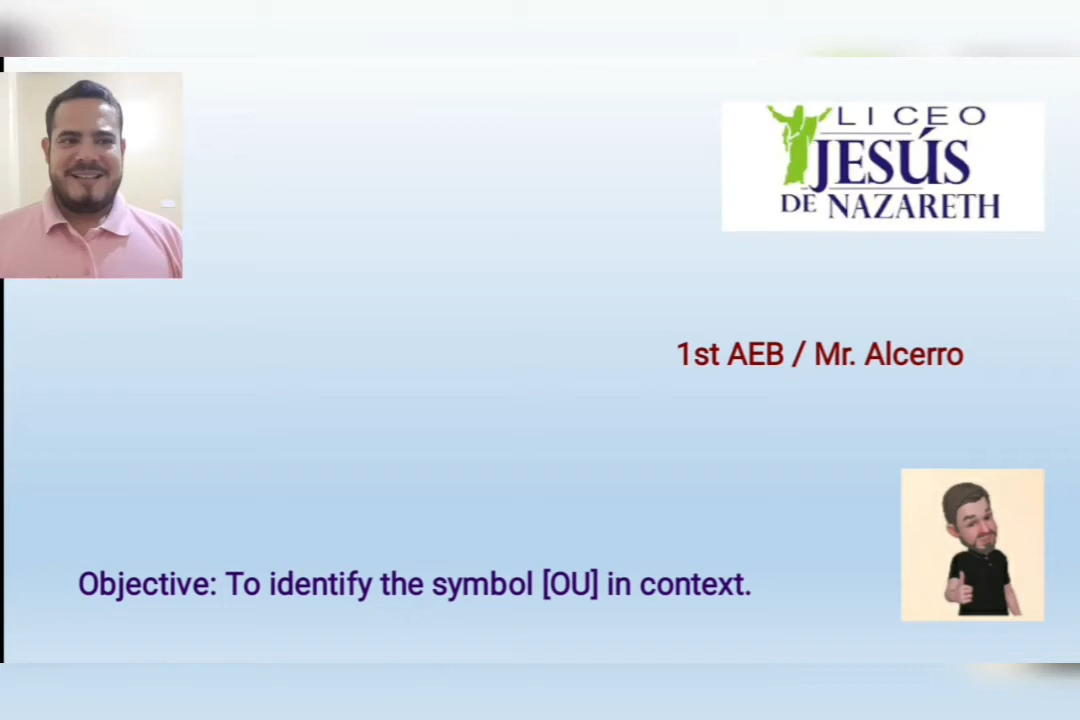 LICEO
JESÚS
DE NAZARETH
1st AEB / Mr. Alcerro
Objective: To identify the symbol [OU] in context.